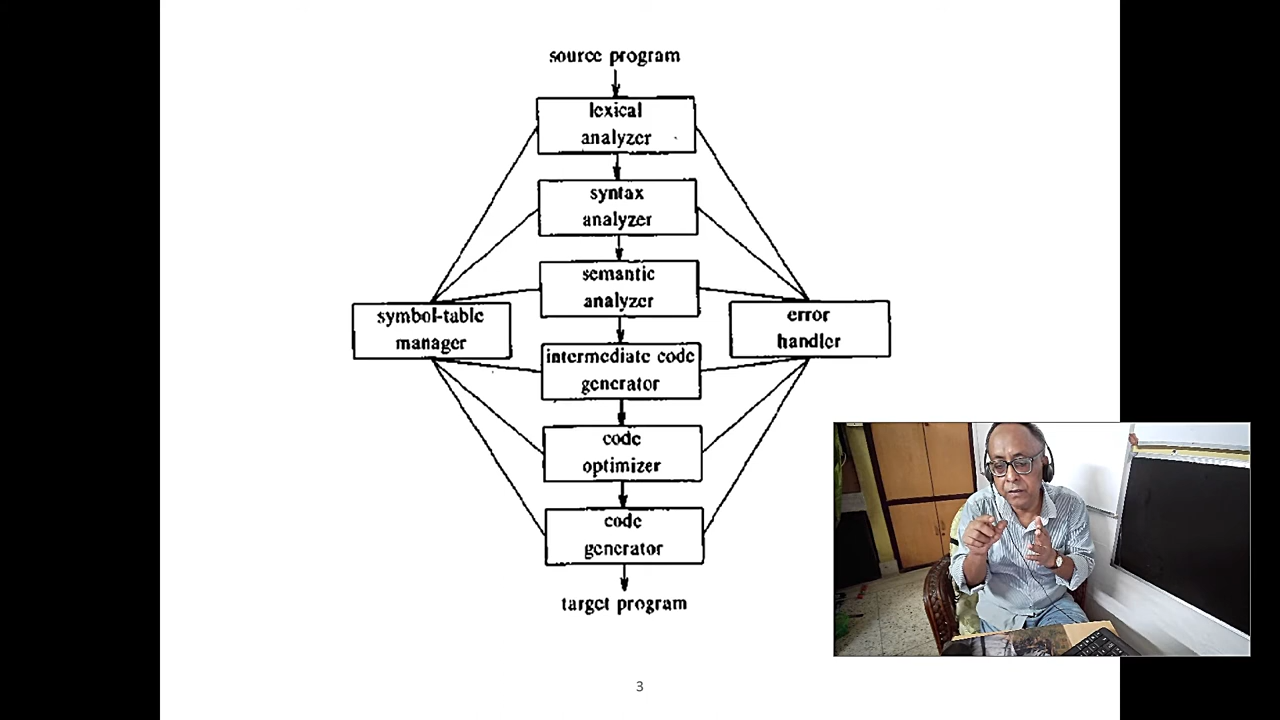 source program
lexical
analyzer
syntax
analyzer
semantic
analyzer
symbol-table
manager
error
handler
intermediate code
generator
code
optimizer
code
generator
target program
3